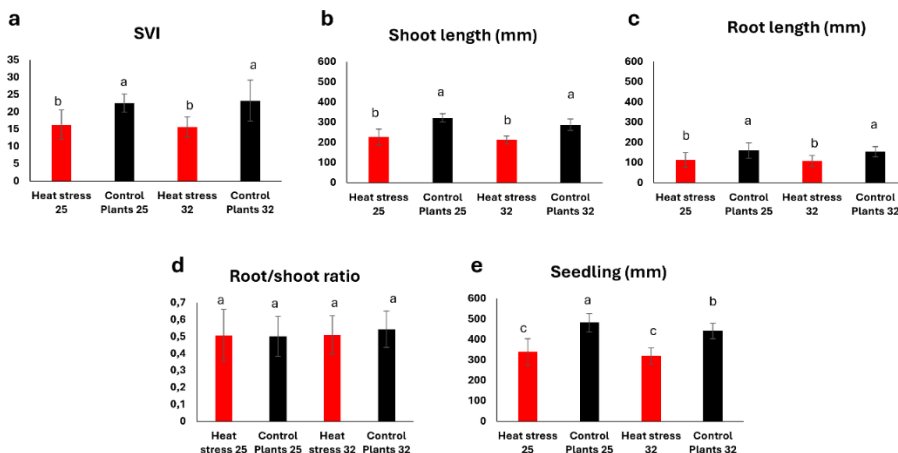 a
SVI
35
30
25
20
15
10
5
0
b
a
b
a
Heat stress
25
Control
Plants 25
Heat stress
32
Control
Plants 32
b
Shoot length (mm)
600
500
400
300
200
100
0
b
a
b
a
Heat stress
25
Control
Plants 25
Heat stress
32
Control
Plants 32
c
Root length (mm)
600
500
400
300
200
100
0
b
a
b
a
Heat stress
25
Control
Plants 25
Heat stress
32
Control
Plants 32
d
Root/shoot ratio
0,7
0,6
0,5
0,4
0,3
0,2
0,1
0
a
a
a
a
Heat
stress 25
Control
Plants 25
Heat
stress 32
Control
Plants 32
e
Seedling (mm)
600
500
400
300
200
100
0
c
a
c
b
Heat stress
25
Control
Plants 25
Heat stress
32
Control
Plants 32